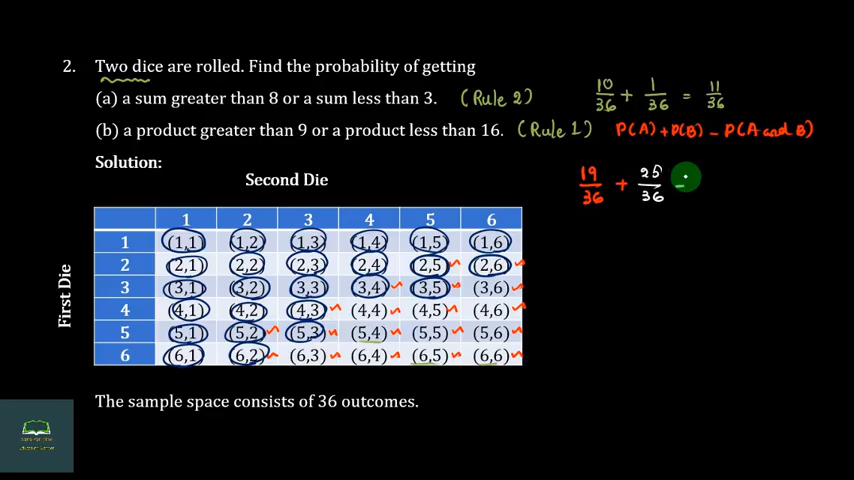 2. Two dice are rolled. Find the probability of getting
(a) a sum greater than 8 or a sum less than 3. (Rule 2) 10/36 + 1/36 = 11/36
(b) a product greater than 9 or a product less than 16. (Rule 1) P(A) + P(B) - P(A and B)
Solution:
19/36 + 25/36 -
Second Die
First Die
1 2 3 4 5 6
1 (1,1) (1,2) (1,3) (1,4) (1,5) (1,6)
2 (2,1) (2,2) (2,3) (2,4) (2,5) (2,6)
3 (3,1) (3,2) (3,3) (3,4) (3,5) (3,6)
4 (4,1) (4,2) (4,3) (4,4) (4,5) (4,6)
5 (5,1) (5,2) (5,3) (5,4) (5,5) (5,6)
6 (6,1) (6,2) (6,3) (6,4) (6,5) (6,6)
The sample space consists of 36 outcomes.